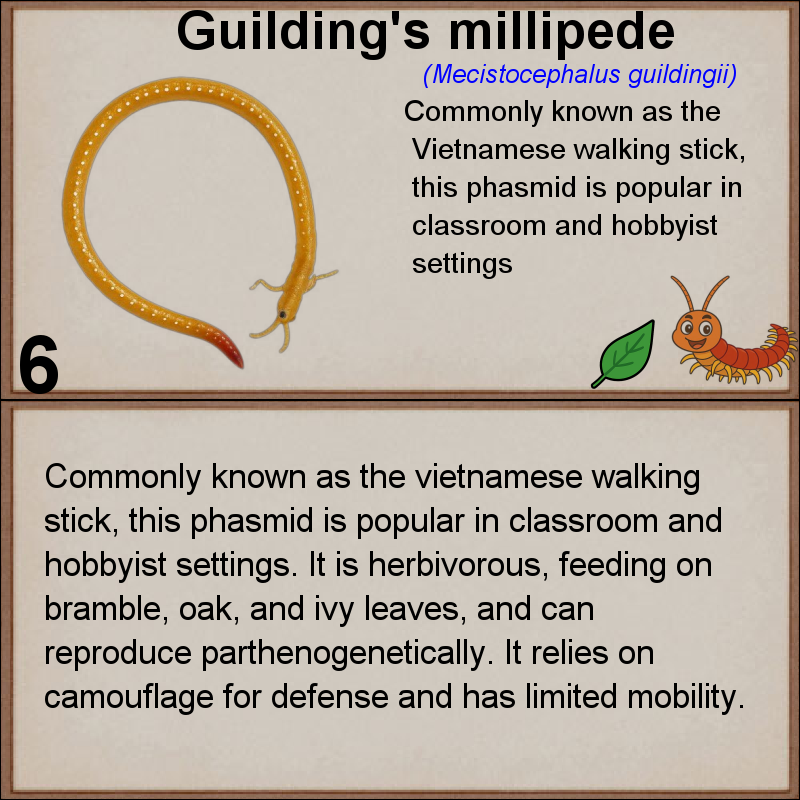 Guilding's millipede
(Mecistocephalus guildingii)
Commonly known as the
Vietnamese walking stick,
this phasmid is popular in
classroom and hobbyist
settings
6
Commonly known as the vietnamese walking
stick, this phasmid is popular in classroom and
hobbyist settings. It is herbivorous, feeding on
bramble, oak, and ivy leaves, and can
reproduce parthenogenetically. It relies on
camouflage for defense and has limited mobility.